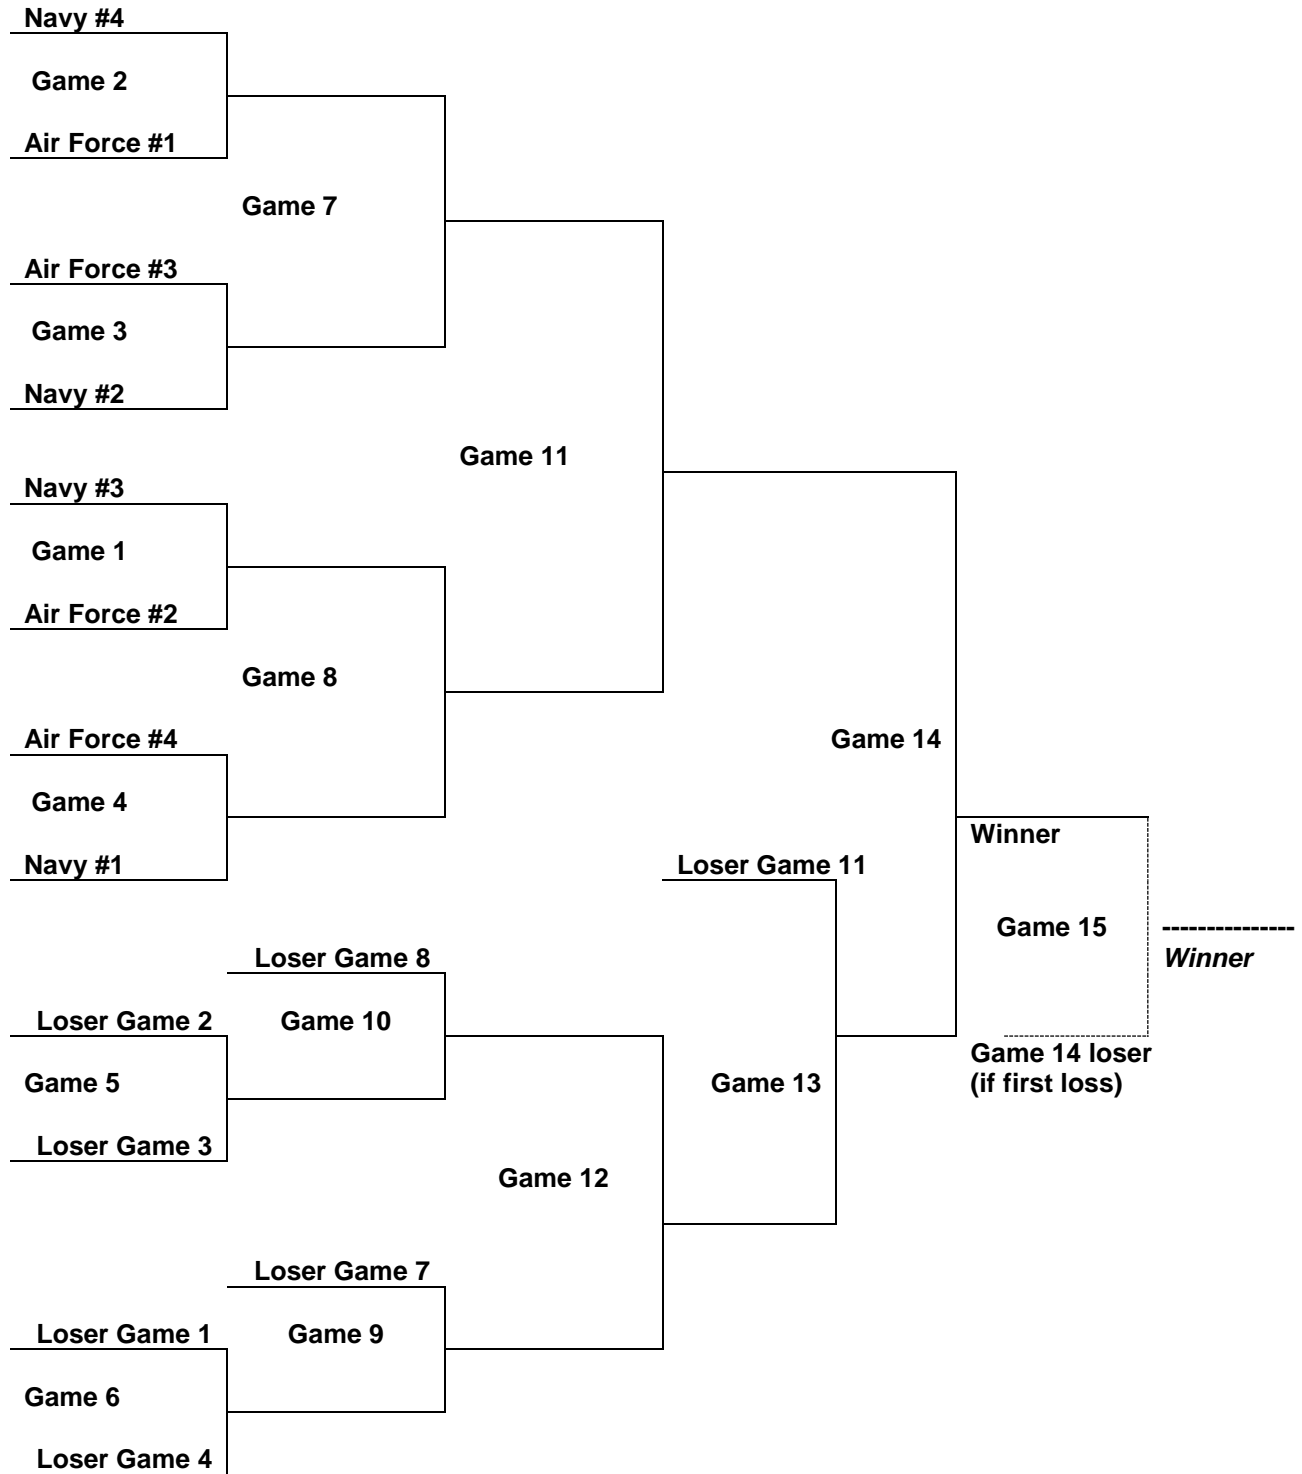 Navy #4
Game 2
Air Force #1
Game 7
Air Force #3
Game 3
Navy #2
Game 11
Navy #3
Game 1
Air Force #2
Game 8
Air Force #4
Game 14
Game 4
Winner
Navy #1
Loser Game 11
Game 15
Winner
Loser Game 8
Loser Game 2
Game 10
Game 14 loser
(if first loss)
Game 5
Game 13
Loser Game 3
Game 12
Loser Game 7
Loser Game 1
Game 9
Game 6
Loser Game 4